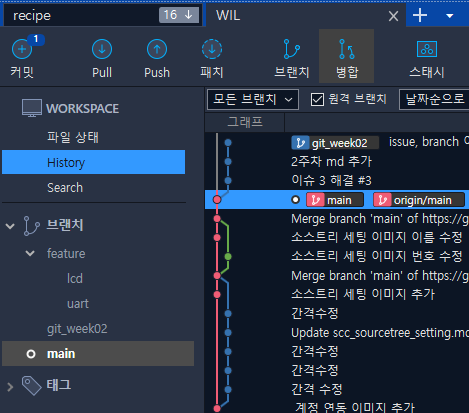 recipe 16 ↓ WIL
1
커밋 Pull Push 패치 브랜치 병합 스태시
WORKSPACE
파일 상태
History
Search
브랜치
feature
lcd
uart
git_week02
main
태그
모든 브랜치 원격 브랜치 날짜순으로
그래프
git_week02 issue, branch
2주차 md 추가
이슈 3 해결 #3
main origin/main
Merge branch 'main' of https://g
소스트리 세팅 이미지 이름 수정
소스트리 세팅 이미지 번호 수정
Merge branch 'main' of https://g
소스트리 세팅 이미지 추가
간격수정
Update scc_sourcetree_setting.md
간격수정
간격수정
간격 수정
계정 연동 이미지 추가